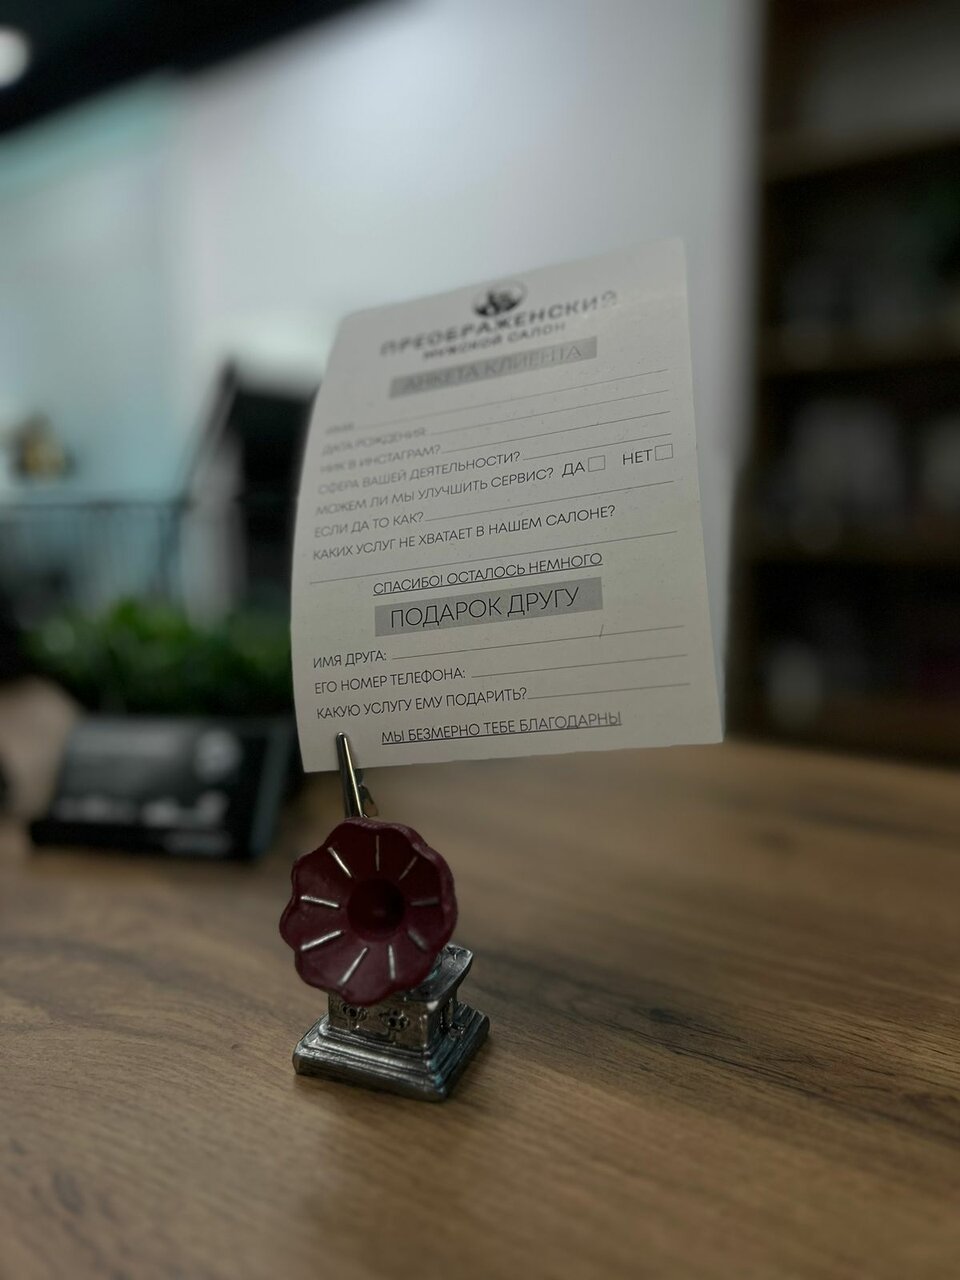 ПРЕОБРАЖЕНСКИЙ
МУЖСКОЙ САЛОН
АНКЕТА КЛИЕНТА
ИМЯ
ДАТА РОЖДЕНИЯ
НИК В ИНСТАГРАМ?
СФЕРА ВАШЕЙ ДЕЯТЕЛЬНОСТИ?
МОЖЕМ ЛИ МЫ УЛУЧШИТЬ СЕРВИС? ДА НЕТ
ЕСЛИ ДА ТО КАК?
КАКИХ УСЛУГ НЕ ХВАТАЕТ В НАШЕМ САЛОНЕ?
СПАСИБО! ОСТАЛОСЬ НЕМНОГО
ПОДАРОК ДРУГУ
ИМЯ ДРУГА:
ЕГО НОМЕР ТЕЛЕФОНА:
КАКУЮ УСЛУГУ ЕМУ ПОДАРИТЬ?
МЫ БЕЗМЕРНО ТЕБЕ БЛАГОДАРНЫ